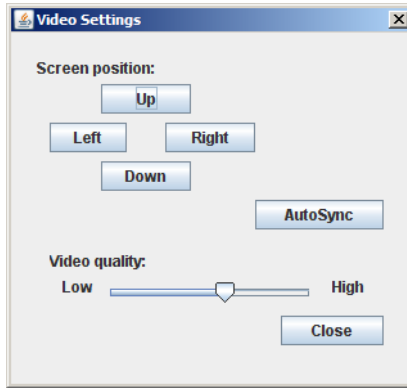 Video Settings
Screen position:
Up
Left Right
Down
AutoSync
Video quality:
Low High
Close